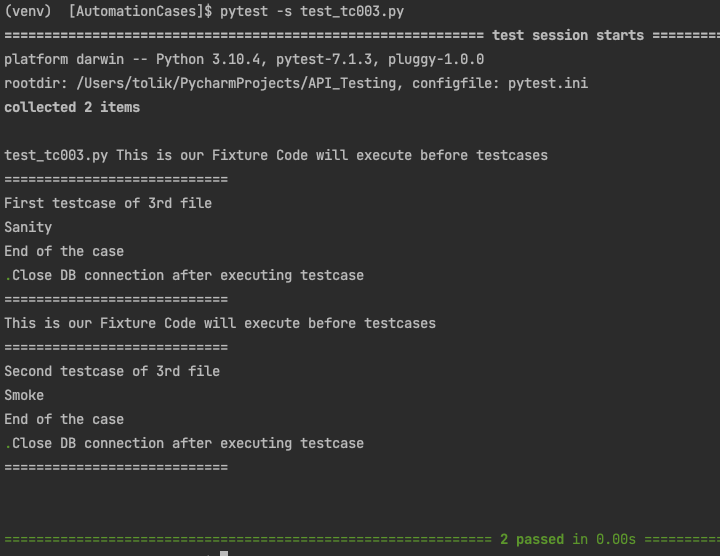 (venv)  [AutomationCases]$ pytest -s test_tc003.py
============================================================ test session starts =========
platform darwin -- Python 3.10.4, pytest-7.1.3, pluggy-1.0.0
rootdir: /Users/tolik/PycharmProjects/API_Testing, configfile: pytest.ini
collected 2 items
test_tc003.py This is our Fixture Code will execute before testcases
============================
First testcase of 3rd file
Sanity
End of the case
.Close DB connection after executing testcase
============================
This is our Fixture Code will execute before testcases
============================
Second testcase of 3rd file
Smoke
End of the case
.Close DB connection after executing testcase
============================
============================================================= 2 passed in 0.00s ==========